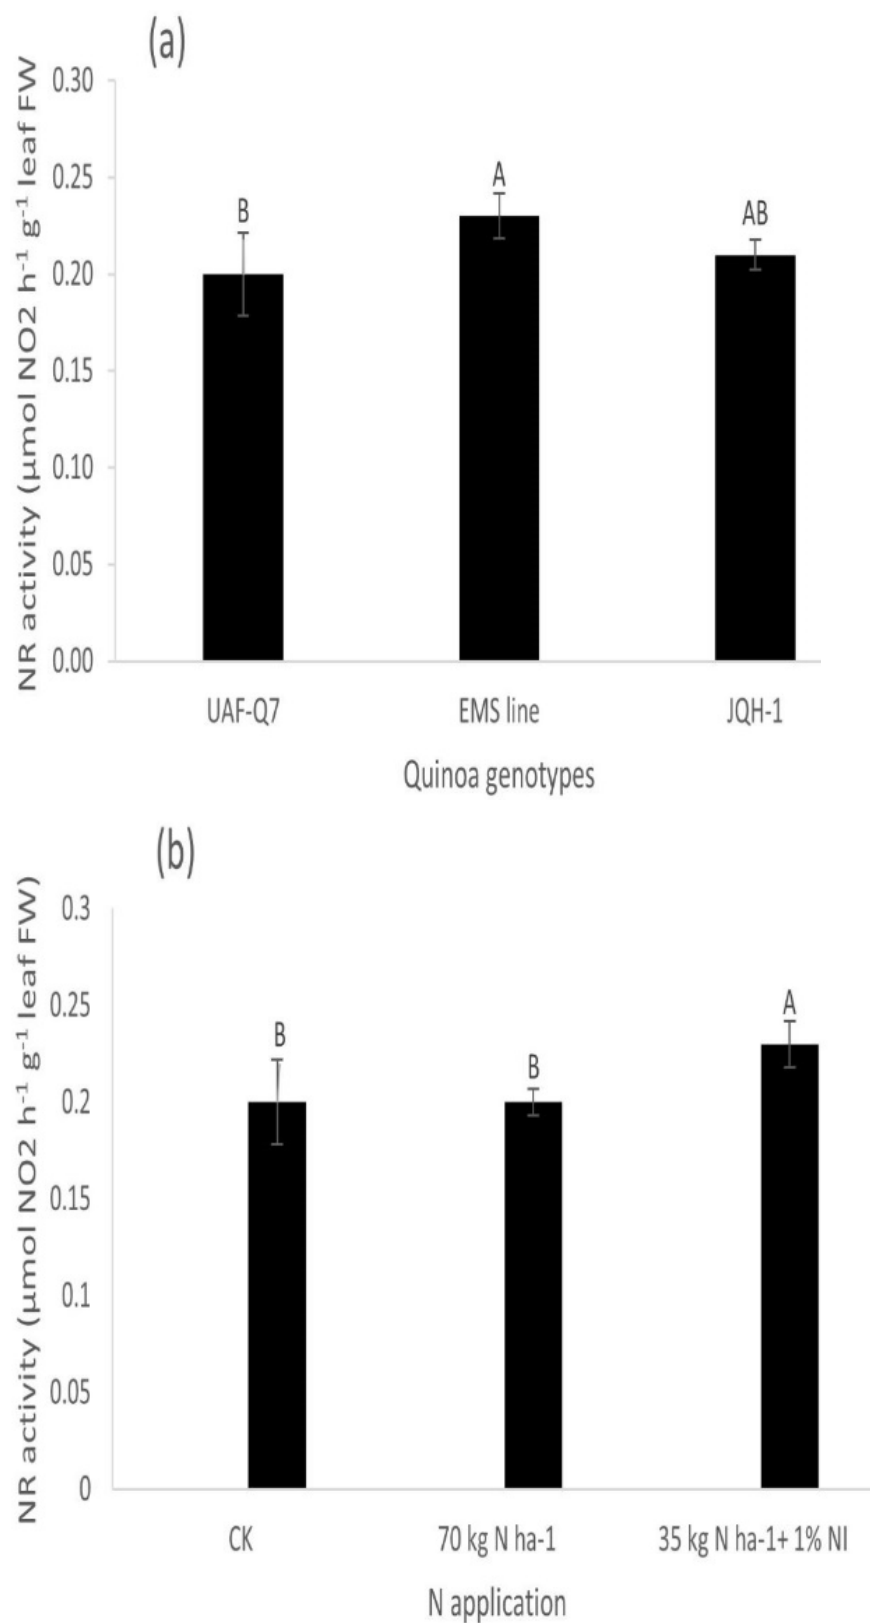 (a)
NR activity (µmol NO2 h⁻¹ g⁻¹ leaf FW
0.30
0.25
0.20
0.15
0.10
0.05
0.00
B
A
AB
UAF-Q7 EMS line JQH-1
Quinoa genotypes
(b)
NR activity (µmol NO2 h⁻¹ g⁻¹ leaf FW)
0.3
0.25
0.2
0.15
0.1
0.05
0
B
B
A
CK 70 kg N ha-1 35 kg N ha-1+ 1% NI
N application